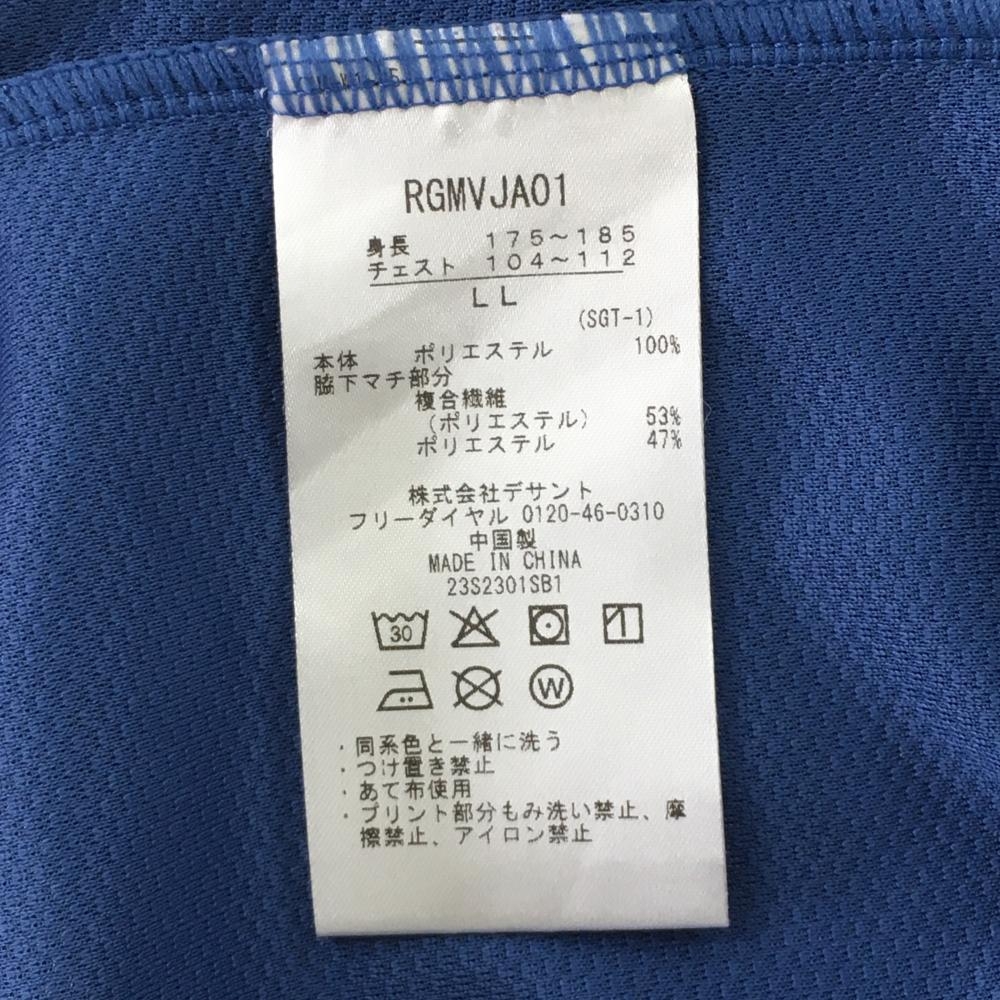 RGMVJA01
身長 175～185
チェスト 104～112
LL
(SGT-1)
本体 ポリエステル 100%
脇下マチ部分
複合繊維
(ポリエステル) 53%
ポリエステル 47%
株式会社デサント
フリーダイヤル 0120-46-0310
中国製
MADE IN CHINA
23S2301SB1
30
W
・同系色と一緒に洗う
・つけ置き禁止
・あて布使用
・プリント部分もみ洗い禁止、摩
擦禁止、アイロン禁止